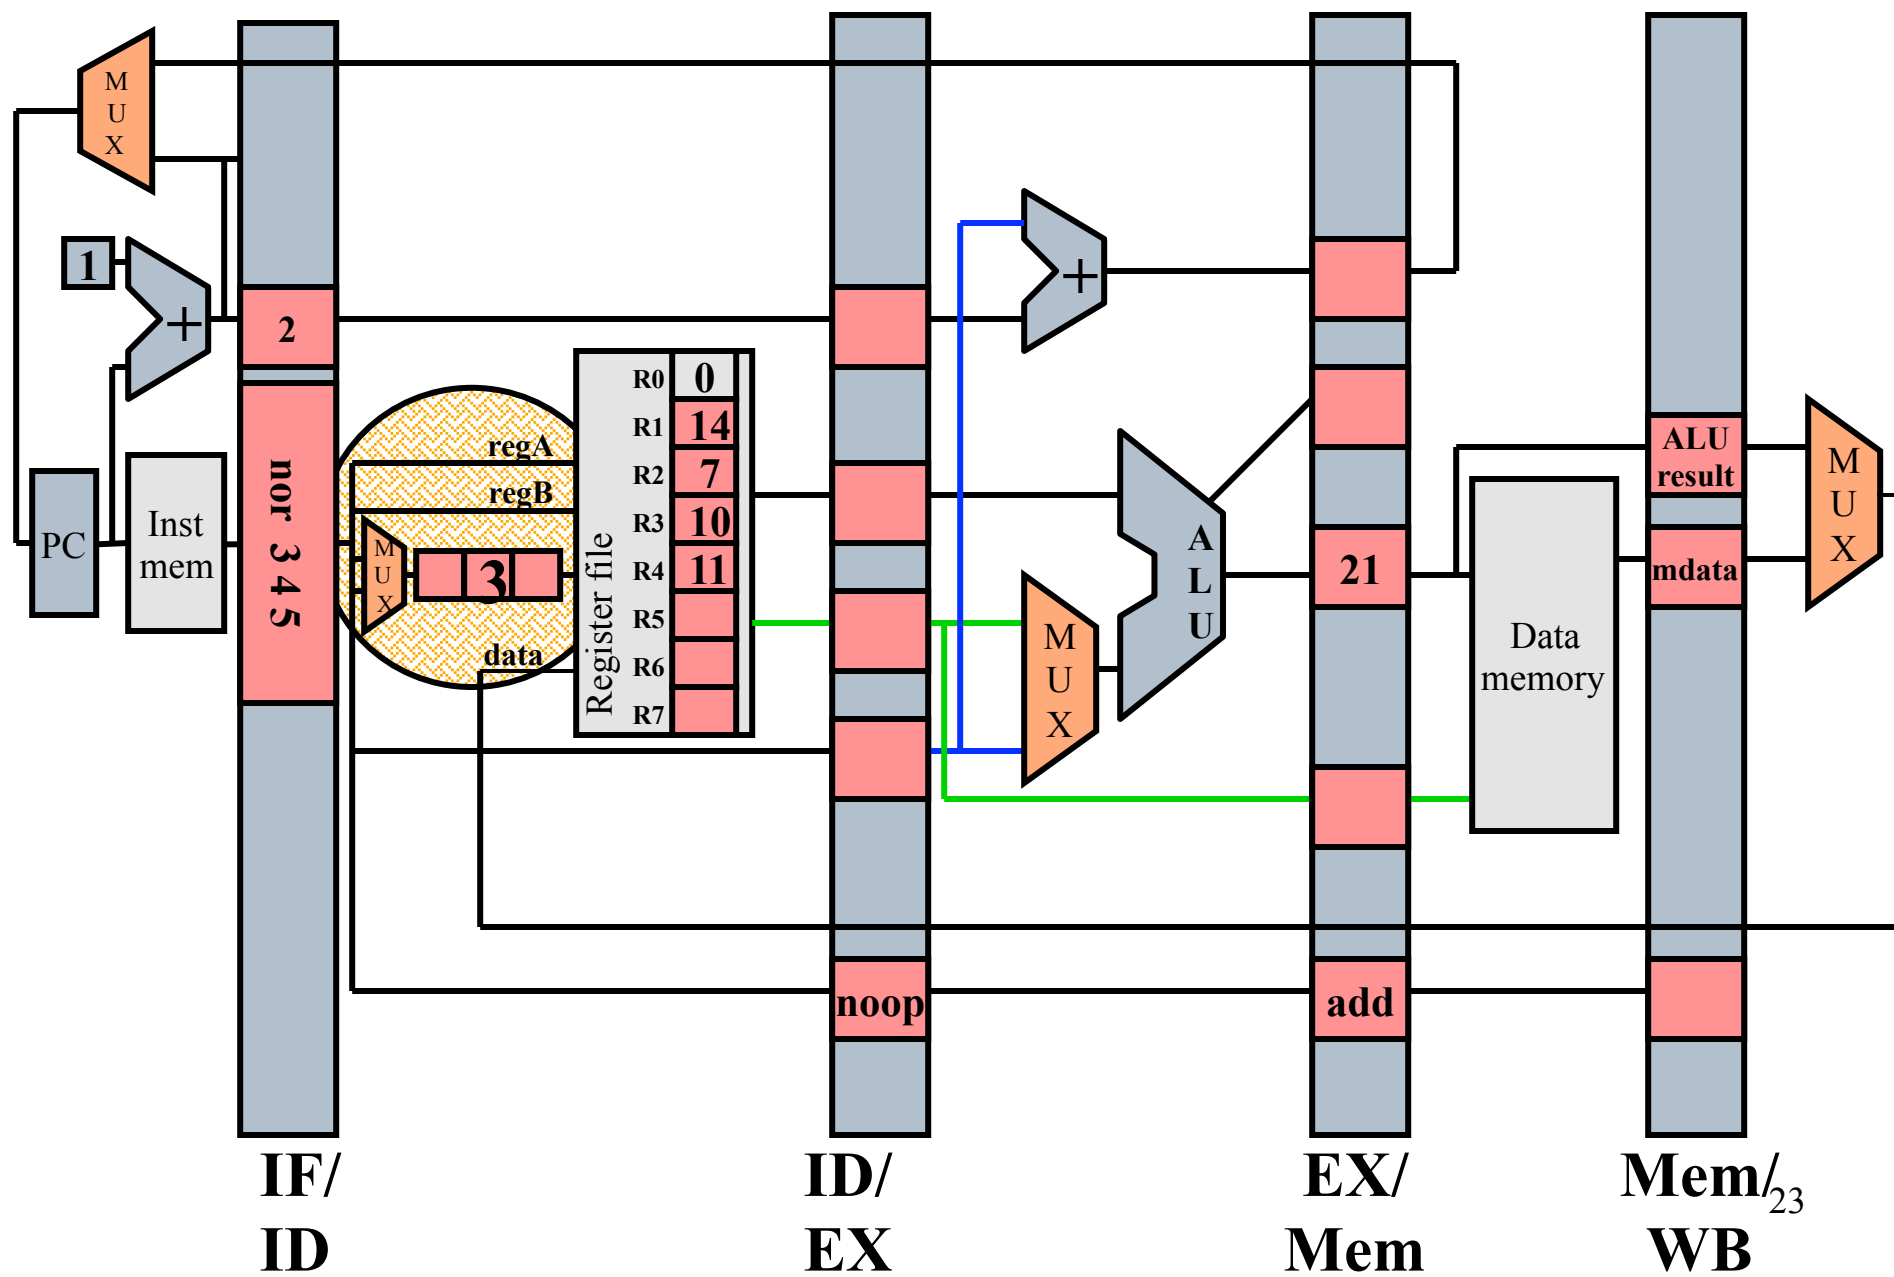 M
U
X
1
+
2
+
R0 0
R1 14
R2 7
R3 10
R4 11
R5
R6
R7
Register file
regA
regB
data
M
U
X
3
nor 3 4 5
PC
Inst
mem
M
U
X
A
L
U
21
ALU
result
mdata
Data
memory
M
U
X
noop
add
IF/
ID
ID/
EX
EX/
Mem
Mem/
WB
23